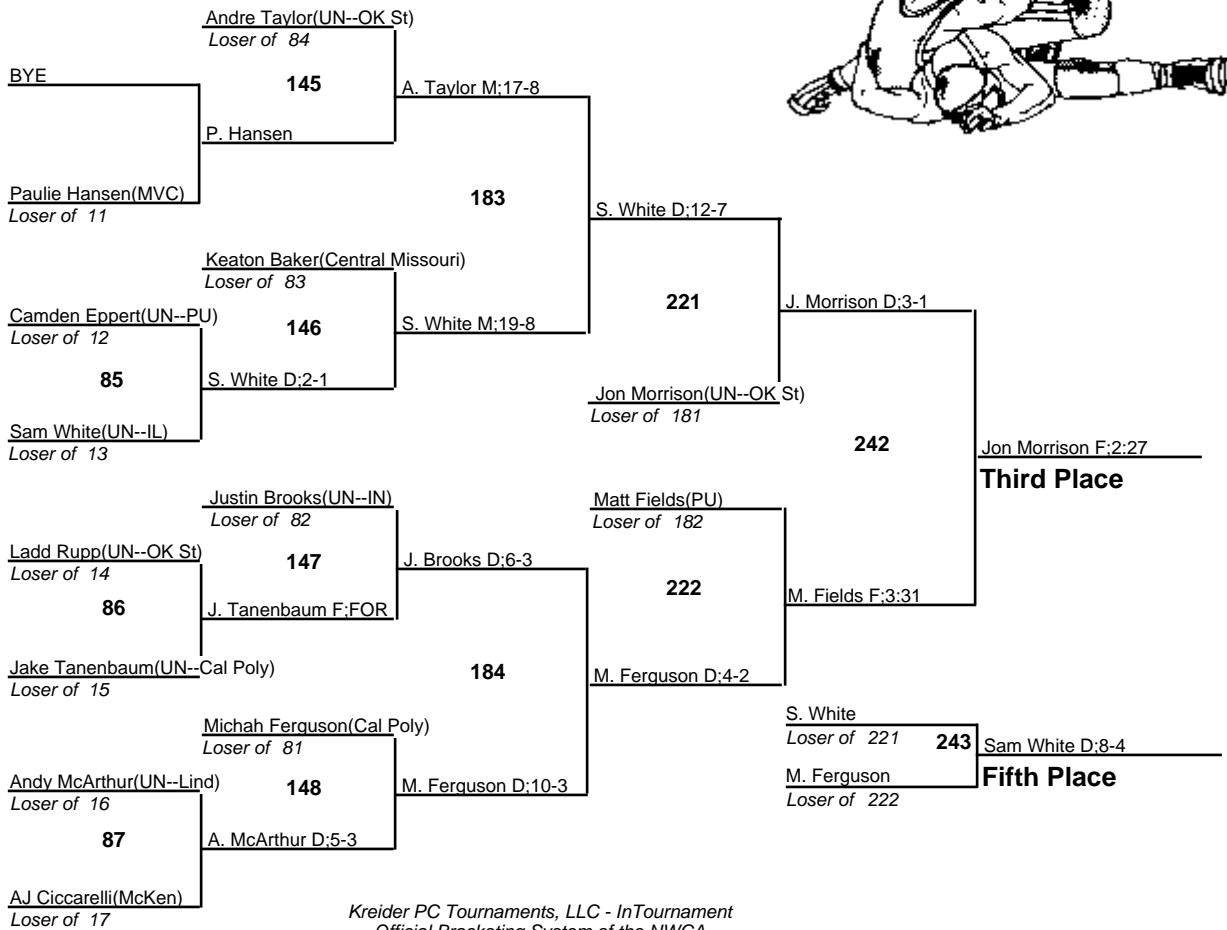 Andre Taylor(UN--OK St)
Loser of 84
BYE
145
A. Taylor M;17-8
P. Hansen
Paulie Hansen(MVC)
Loser of 11
183
S. White D;12-7
Keaton Baker(Central Missouri)
Loser of 83
Camden Eppert(UN--PU)
Loser of 12
146
S. White M;19-8
221
J. Morrison D;3-1
85
S. White D;2-1
Jon Morrison(UN--OK St)
Loser of 181
Sam White(UN--IL)
Loser of 13
242
Jon Morrison F;2:27
Third Place
Justin Brooks(UN--IN)
Loser of 82
Matt Fields(PU)
Loser of 182
Ladd Rupp(UN--OK St)
Loser of 14
147
J. Brooks D;6-3
222
M. Fields F;3:31
86
J. Tanenbaum F;FOR
Jake Tanenbaum(UN--Cal Poly)
Loser of 15
184
M. Ferguson D;4-2
Michah Ferguson(Cal Poly)
Loser of 81
S. White
Loser of 221
243
Sam White D;8-4
Fifth Place
M. Ferguson
Loser of 222
Andy McArthur(UN--Lind)
Loser of 16
148
M. Ferguson D;10-3
87
A. McArthur D;5-3
AJ Ciccarelli(McKen)
Loser of 17
Kreider PC Tournaments, LLC - InTournament
Official Bracketing System of the NWCA